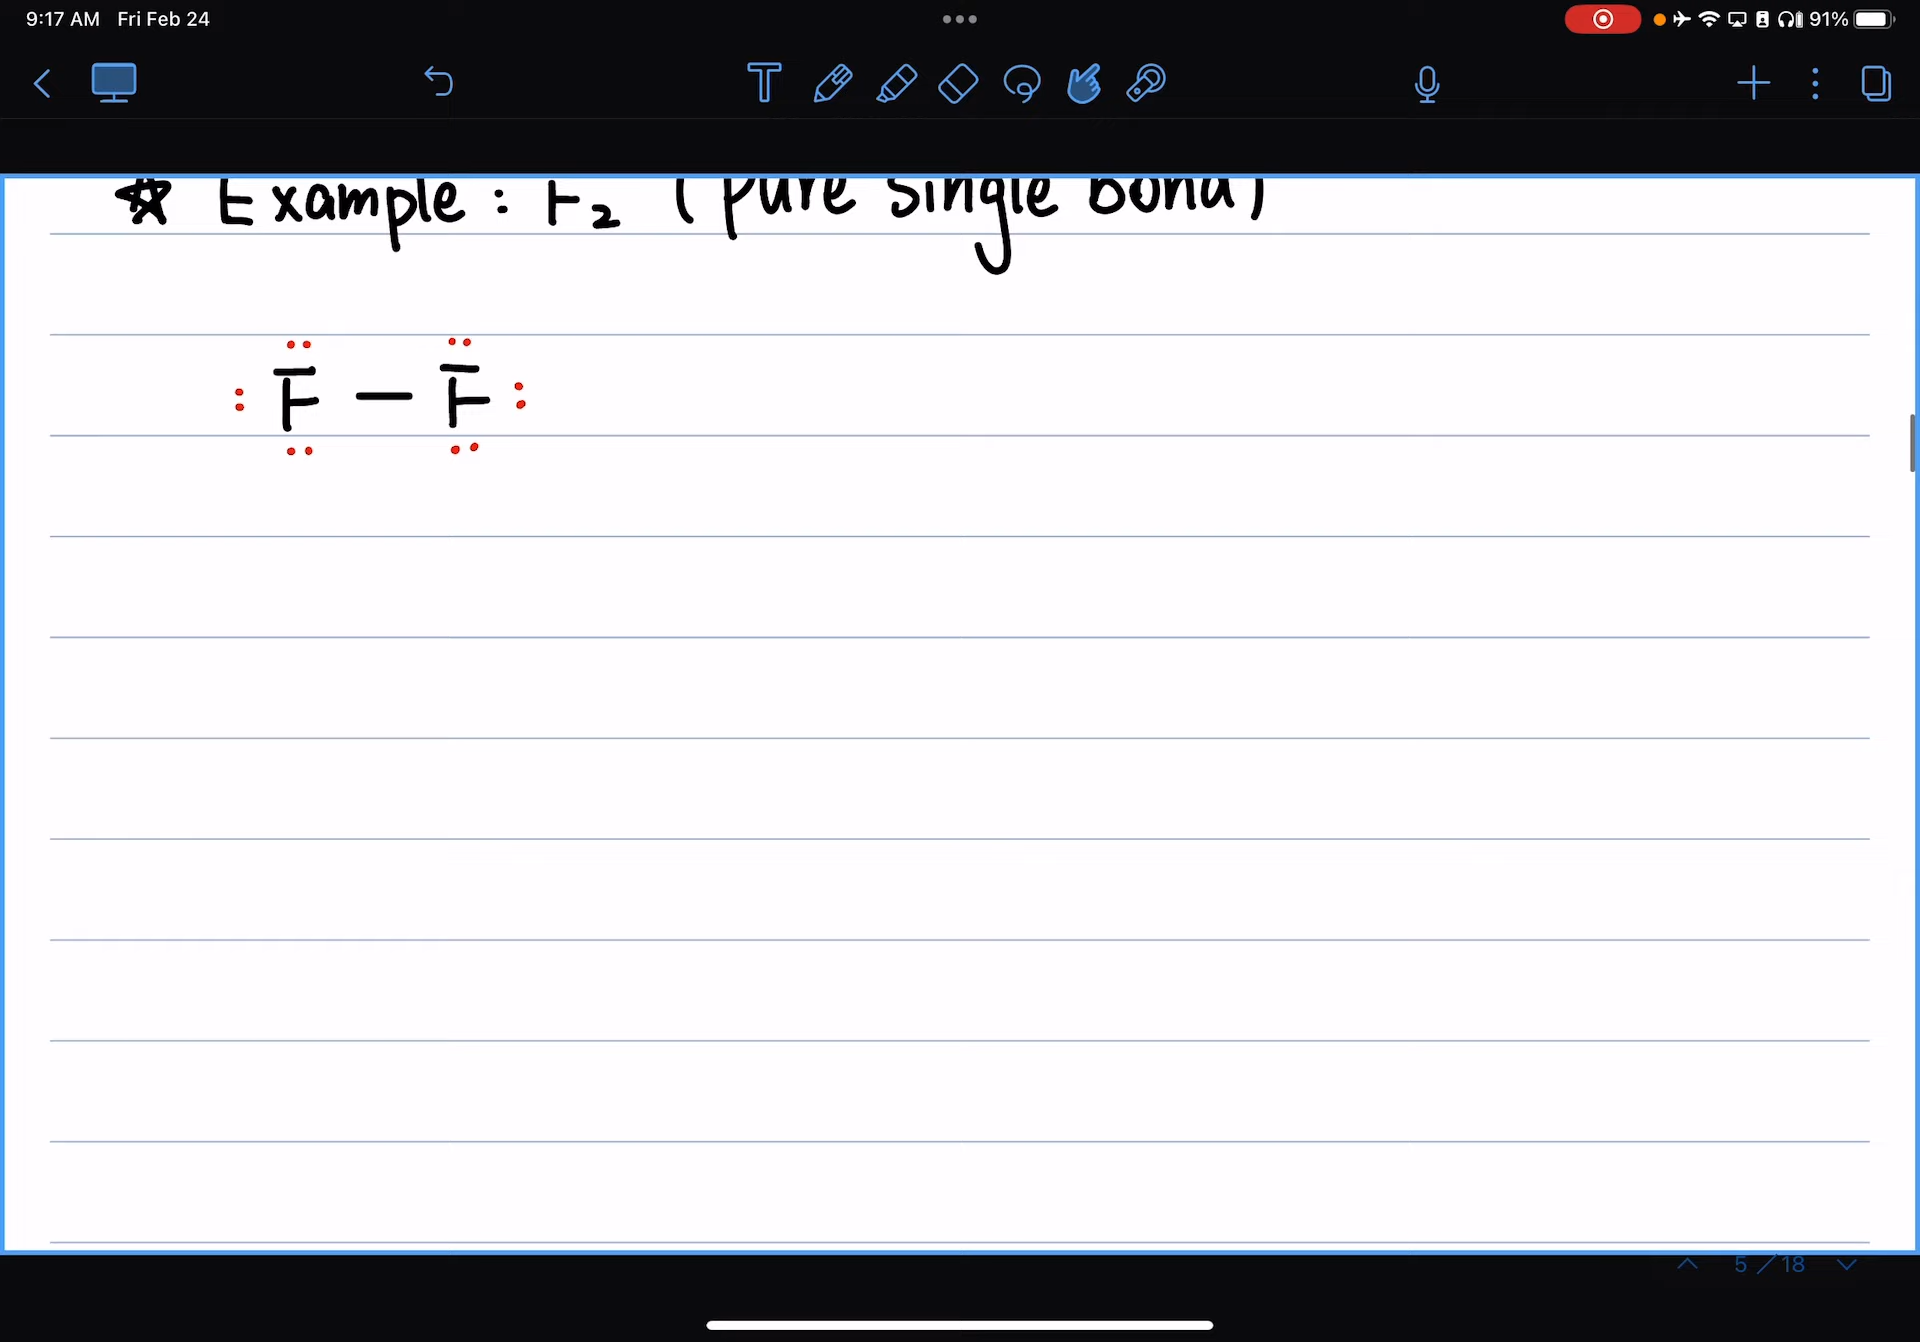 9:17 AM Fri Feb 24
91%
T
☆ Example : F₂ (pure single bond)
:F̈ — F̈:
5 / 18